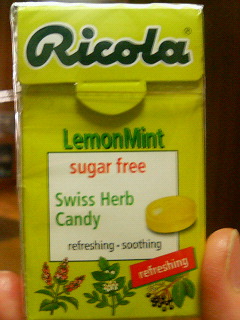 Ricola®
LemonMint
sugar free
Swiss Herb
Candy
refreshing • soothing
refreshing